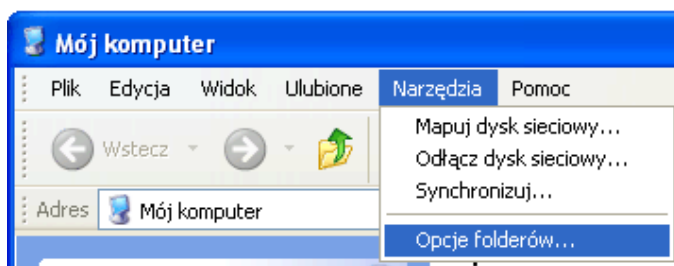 Mój komputer
Plik Edycja Widok Ulubione Narzędzia Pomoc
Wstecz
Mapuj dysk sieciowy...
Odłącz dysk sieciowy...
Synchronizuj...
Adres Mój komputer
Opcje folderów...